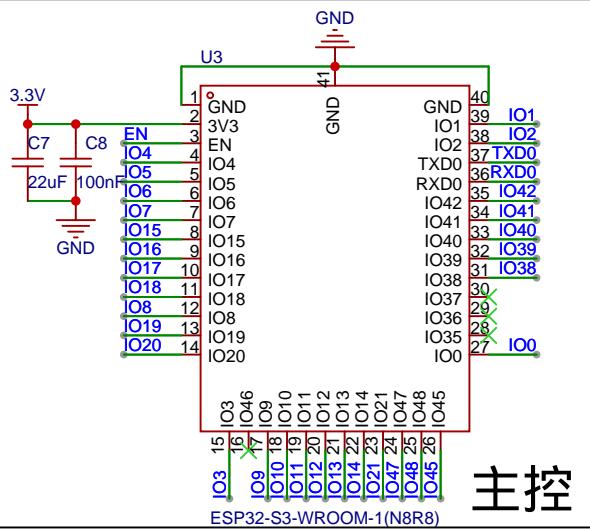 GND
U3
41
GND
3.3V
C7
22uF
C8
100nF
GND
1 GND
2 3V3
EN 3 EN
IO4 4 IO4
IO5 5 IO5
IO6 6 IO6
IO7 7 IO7
IO15 8 IO15
IO16 9 IO16
IO17 10 IO17
IO18 11 IO18
IO8 12 IO8
IO19 13 IO19
IO20 14 IO20
GND 40
IO1 39 IO1
IO2 38 IO2
TXD0 37 TXD0
RXD0 36 RXD0
IO42 35 IO42
IO41 34 IO41
IO40 33 IO40
IO39 32 IO39
IO38 31 IO38
IO37 30
IO36 29
IO35 28
IO0 27 IO0
IO3 15 IO3
IO46 16
IO9 17 IO9
IO10 18 IO10
IO11 19 IO11
IO12 20 IO12
IO13 21 IO13
IO14 22 IO14
IO21 23 IO21
IO47 24 IO47
IO48 25 IO48
IO45 26 IO45
ESP32-S3-WROOM-1(N8R8)
主控